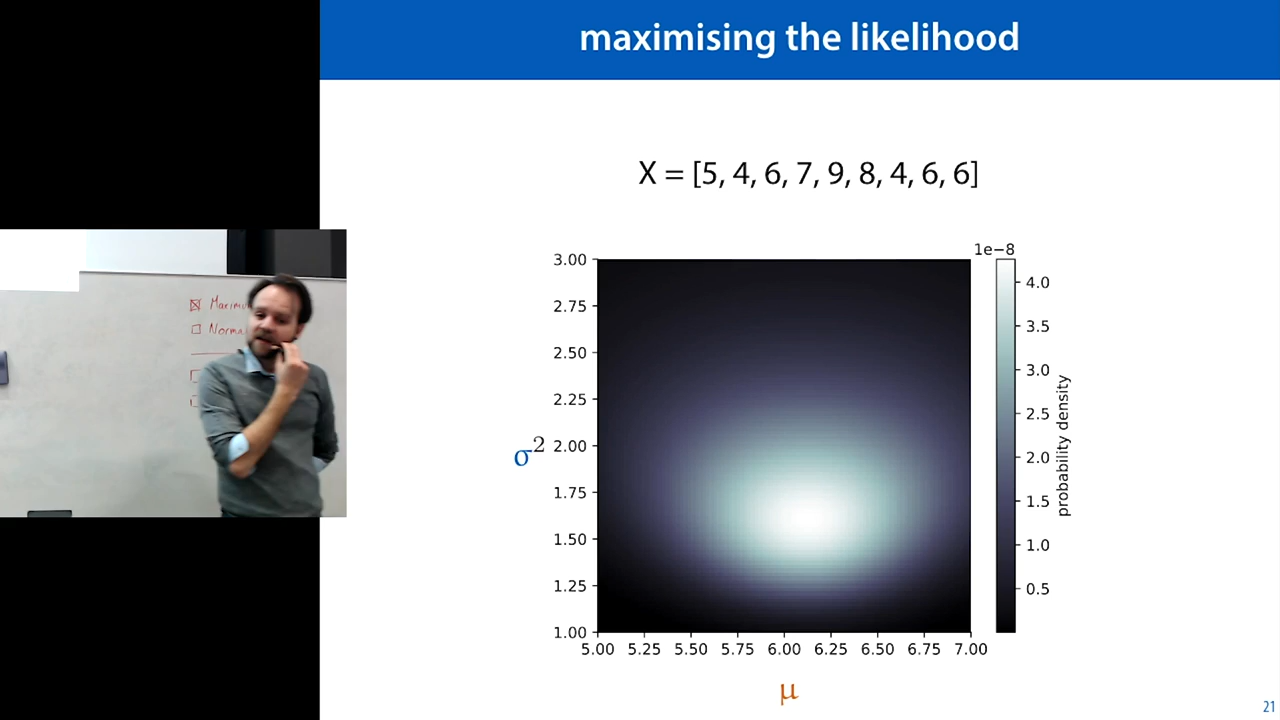 maximising the likelihood
X = [5, 4, 6, 7, 9, 8, 4, 6, 6]
1e−8
3.00
2.75
2.50
2.25
2.00
1.75
1.50
1.25
1.00
σ²
5.00 5.25 5.50 5.75 6.00 6.25 6.50 6.75 7.00
μ
4.0
3.5
3.0
2.5
2.0
1.5
1.0
0.5
probability density
21